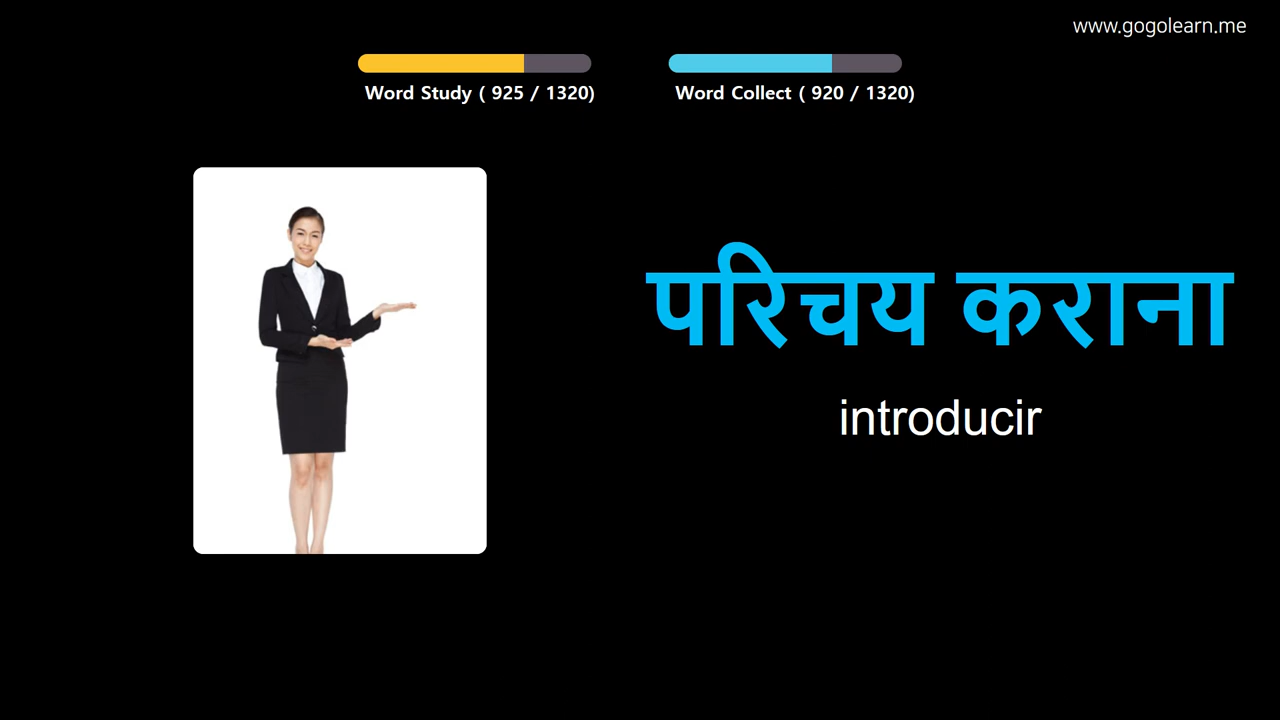 www.gogolearn.me
Word Study ( 925 / 1320)
Word Collect ( 920 / 1320)
परिचय कराना
introducir